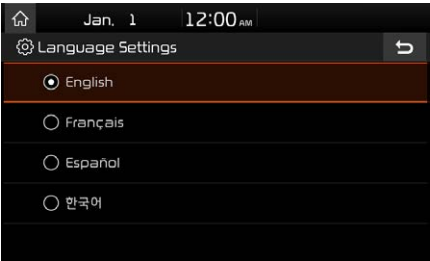 Jan. 1 12:00 AM
Language Settings
English
Français
Español
한국어